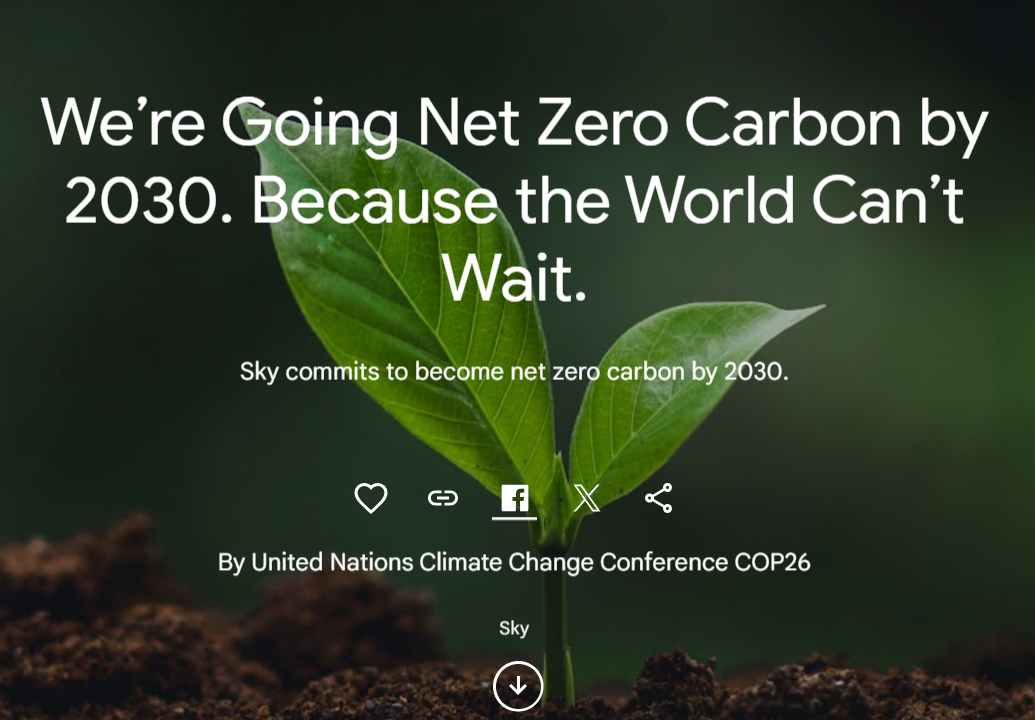 We’re Going Net Zero Carbon by
2030. Because the World Can’t
Wait.
Sky commits to become net zero carbon by 2030.
By United Nations Climate Change Conference COP26
Sky